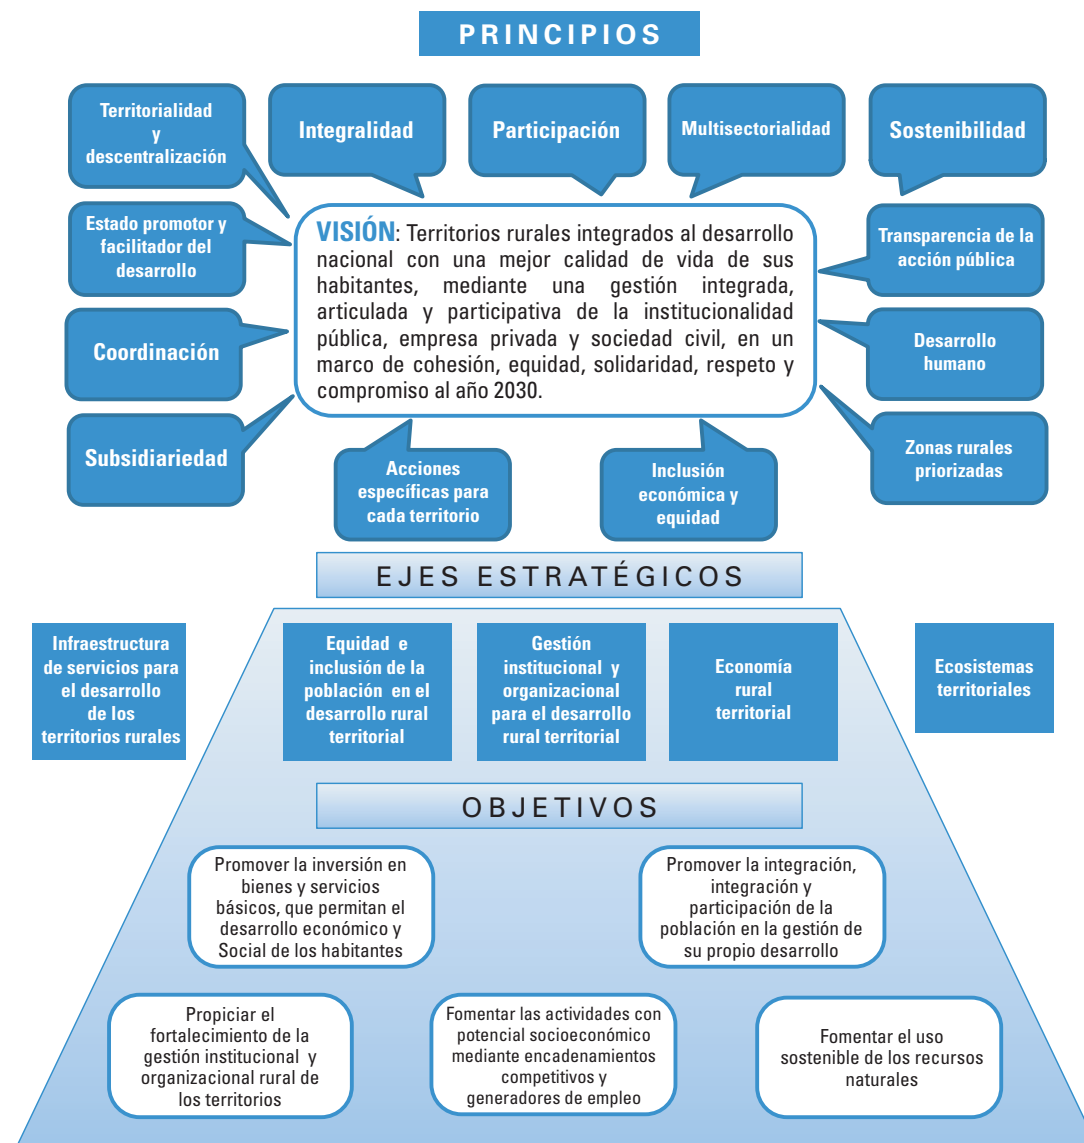 PRINCIPIOS
Territorialidad
y
descentralización
Integralidad
Participación
Multisectorialidad
Sostenibilidad
Estado promotor y
facilitador del
desarrollo
Coordinación
Subsidiariedad
VISIÓN: Territorios rurales integrados al desarrollo
nacional con una mejor calidad de vida de sus
habitantes, mediante una gestión integrada,
articulada y participativa de la institucionalidad
pública, empresa privada y sociedad civil, en un
marco de cohesión, equidad, solidaridad, respeto y
compromiso al año 2030.
Transparencia de la
acción pública
Desarrollo
humano
Zonas rurales
priorizadas
Acciones
específicas para
cada territorio
Inclusión
económica y
equidad
EJES ESTRATÉGICOS
Infraestructura
de servicios para
el desarrollo
de los
territorios rurales
Equidad e
inclusión de la
población en el
desarrollo rural
territorial
Gestión
institucional y
organizacional
para el desarrollo
rural territorial
Economía
rural
territorial
Ecosistemas
territoriales
OBJETIVOS
Promover la inversión en
bienes y servicios
básicos, que permitan el
desarrollo económico y
Social de los habitantes
Promover la integración,
integración y
participación de la
población en la gestión de
su propio desarrollo
Propiciar el
fortalecimiento de la
gestión institucional y
organizacional rural de
los territorios
Fomentar las actividades con
potencial socioeconómico
mediante encadenamientos
competitivos y
generadores de empleo
Fomentar el uso
sostenible de los recursos
naturales